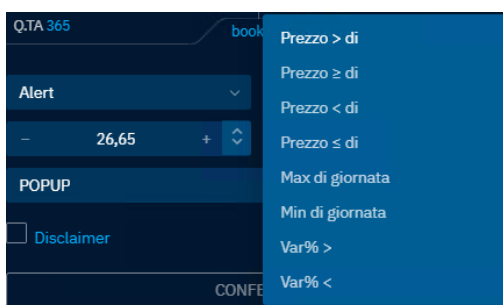 Q.TA 365
book
Alert
− 26,65 +
POPUP
Disclaimer
CONFE
Prezzo > di
Prezzo ≥ di
Prezzo < di
Prezzo ≤ di
Max di giornata
Min di giornata
Var% >
Var% <